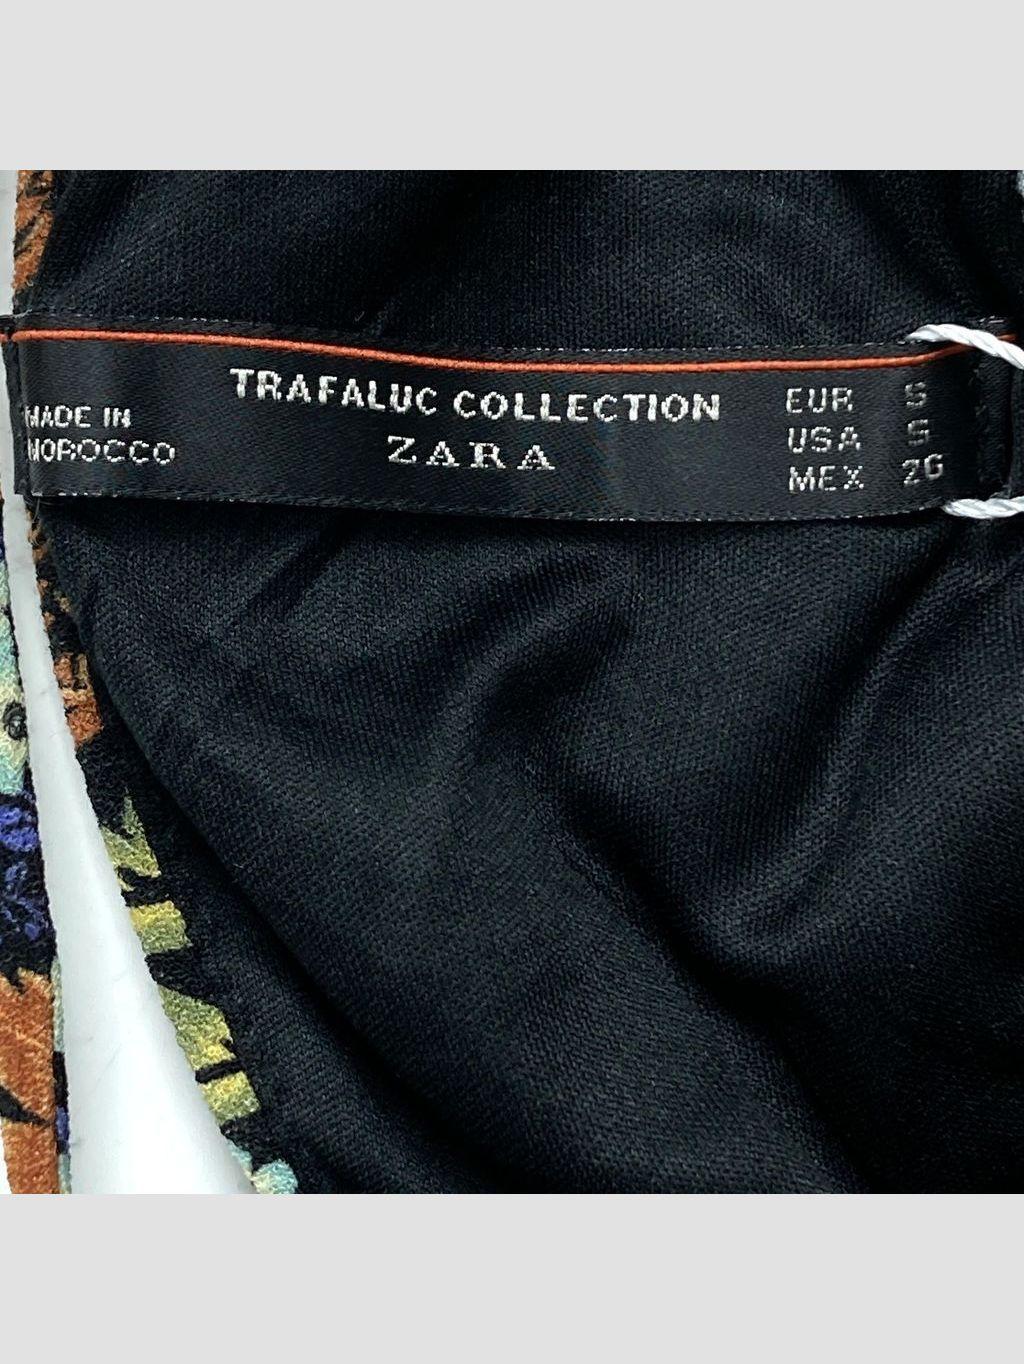 TRAFALUC COLLECTION
ZARA
MADE IN
MOROCCO
EUR S
USA S
MEX 26